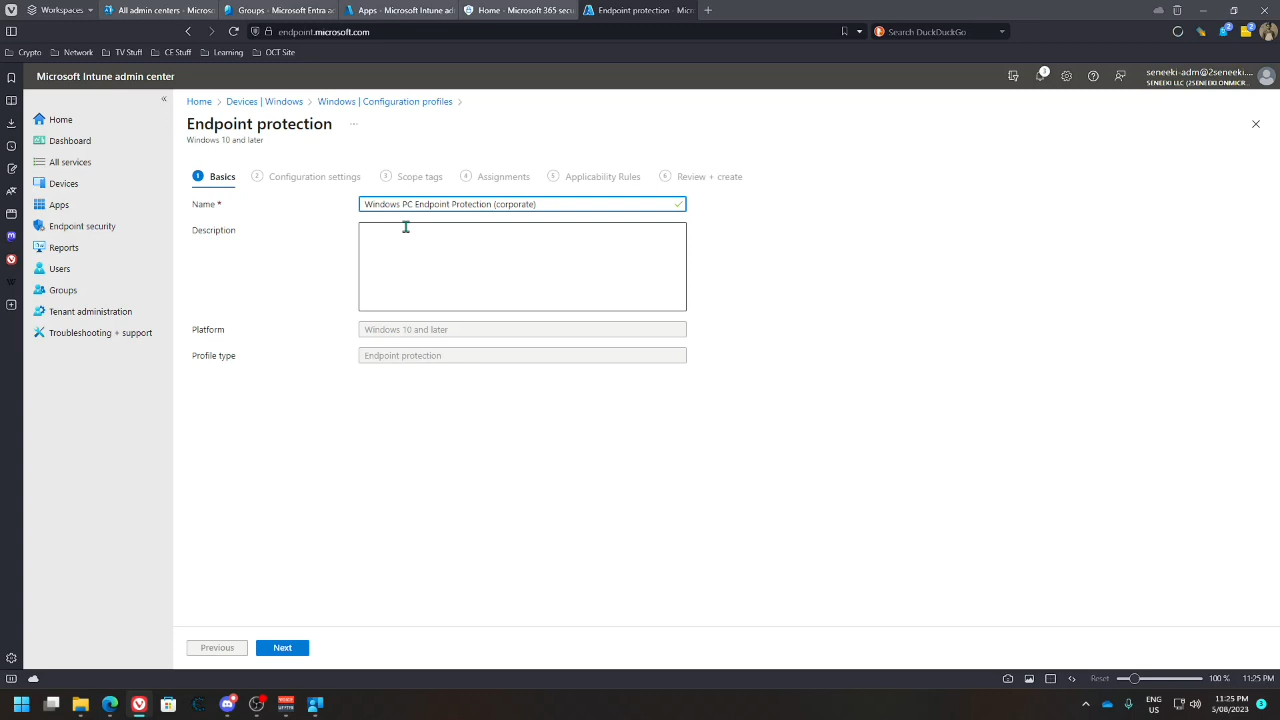 Workspaces
All admin centers - Microso
Groups - Microsoft Entra ad
Apps - Microsoft Intune adm
Home - Microsoft 365 secu
Endpoint protection - Micr
endpoint.microsoft.com
Search DuckDuckGo
2
2
Crypto
Network
TV Stuff
CE Stuff
Learning
OCT Site
Microsoft Intune admin center
seneeki-adm@2seneeki....
SENEEKI LLC (2SENEEKI.ONMICR...
Home > Devices | Windows > Windows | Configuration profiles >
Endpoint protection ...
Windows 10 and later
Home
Dashboard
All services
Devices
Apps
Endpoint security
Reports
Users
Groups
Tenant administration
Troubleshooting + support
1 Basics
2 Configuration settings
3 Scope tags
4 Assignments
5 Applicability Rules
6 Review + create
Name *
Windows PC Endpoint Protection (corporate)
Description
Platform
Windows 10 and later
Profile type
Endpoint protection
Previous
Next
Reset
100 %
11:25 PM
ENG
US
11:25 PM
5/08/2023
3